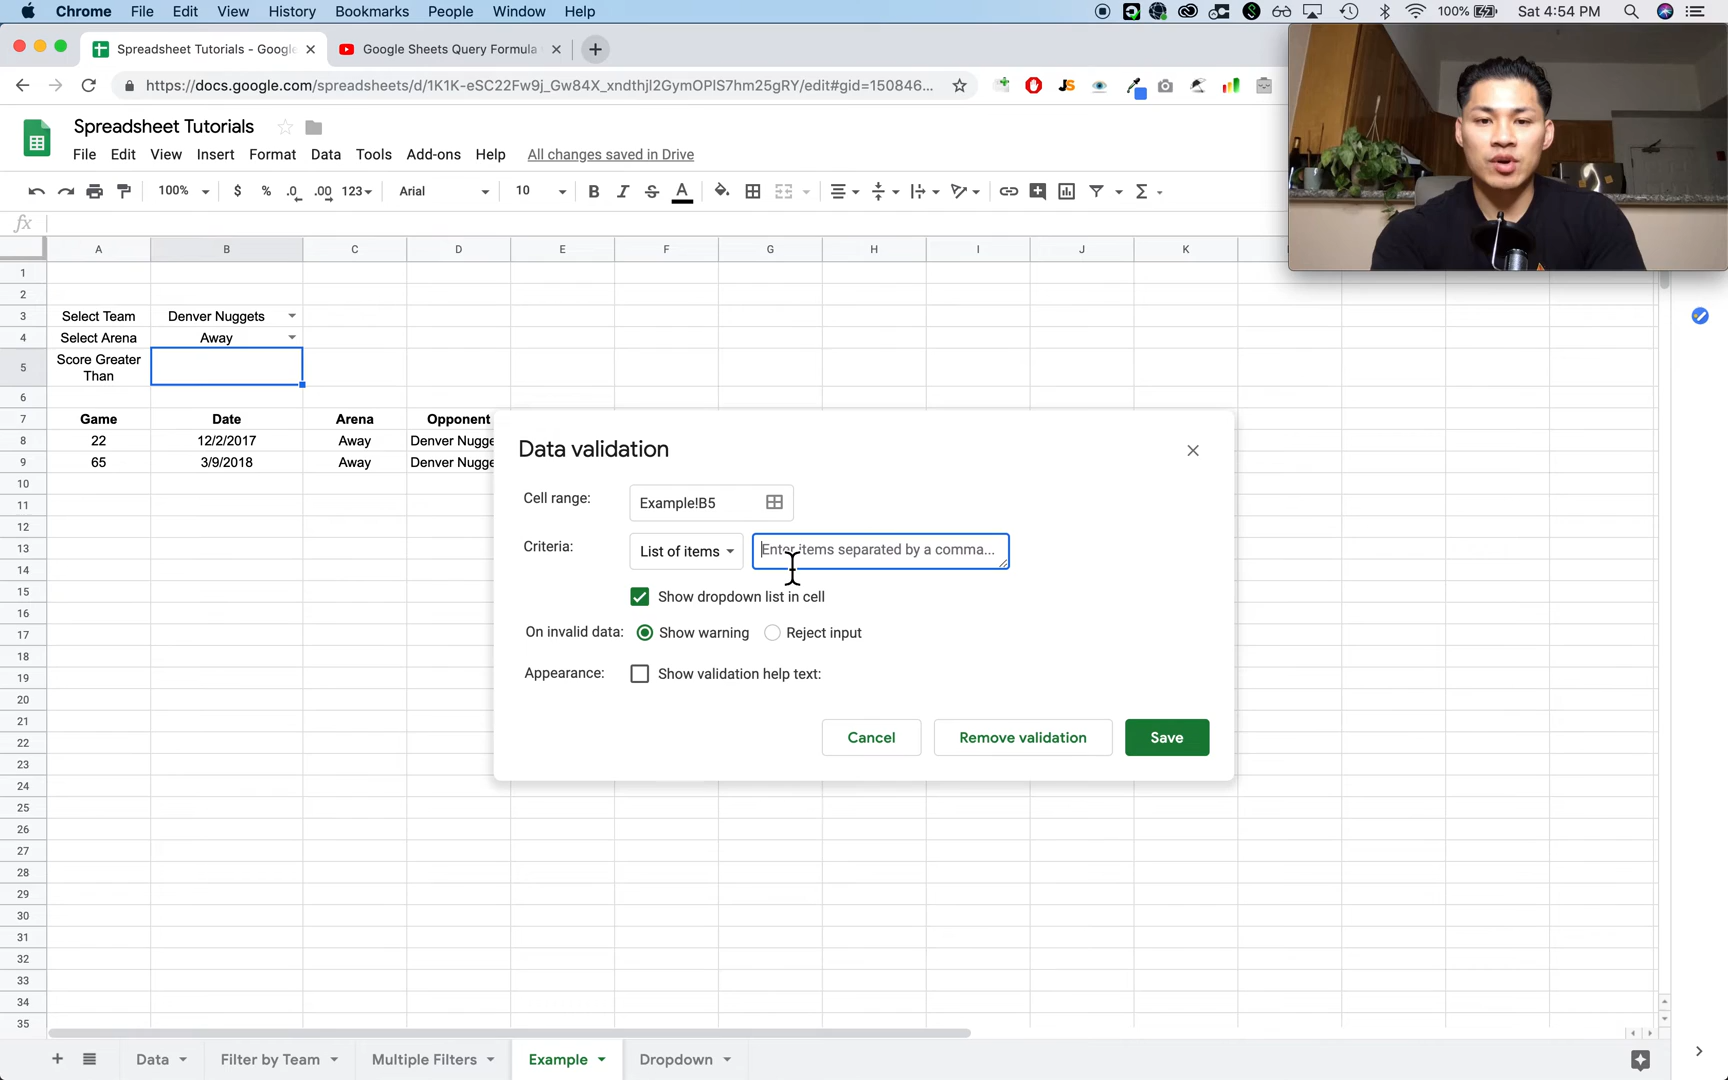 Chrome File Edit View History Bookmarks People Window Help 100% Sat 4:54 PM
Spreadsheet Tutorials - Google Google Sheets Query Formula
https://docs.google.com/spreadsheets/d/1K1K-eSC22Fw9j_Gw84X_xndthjl2GymOPlS7hm25gRY/edit#gid=150846... JS
Spreadsheet Tutorials
File Edit View Insert Format Data Tools Add-ons Help All changes saved in Drive
100% $ % .0 .00 123 Arial 10 B I S A Σ
fx
A B C D E F G H I J K
1
2
3 Select Team Denver Nuggets
4 Select Arena Away
5 Score Greater Than
6
7 Game Date Arena Opponent
8 22 12/2/2017 Away Denver Nugge
9 65 3/9/2018 Away Denver Nugge
10
11
12
13
14
15
16
17
18
19
20
21
22
23
24
25
26
27
28
29
30
31
32
33
34
35
Data validation
Cell range: Example!B5
Criteria: List of items Enter items separated by a comma...
Show dropdown list in cell
On invalid data: Show warning Reject input
Appearance: Show validation help text:
Cancel Remove validation Save
Data Filter by Team Multiple Filters Example Dropdown